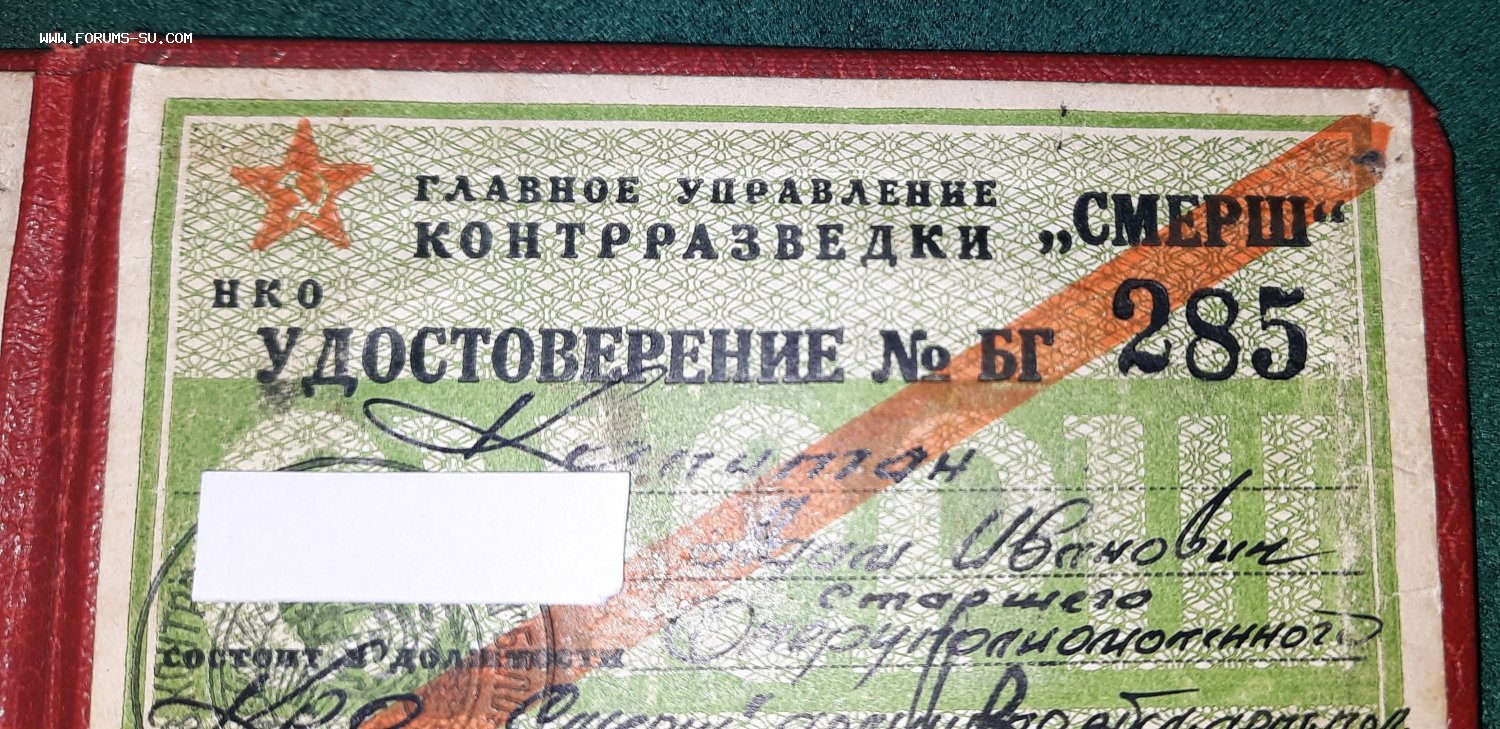 WWW.FORUMS-SU.COM
ГЛАВНОЕ УПРАВЛЕНИЕ
КОНТРРАЗВЕДКИ „СМЕРШ“
НКО
УДОСТОВЕРЕНИЕ № БГ 285
Капитан
Иванович
старшего
состоит в должности Оперуполномоченного
"Смерш"